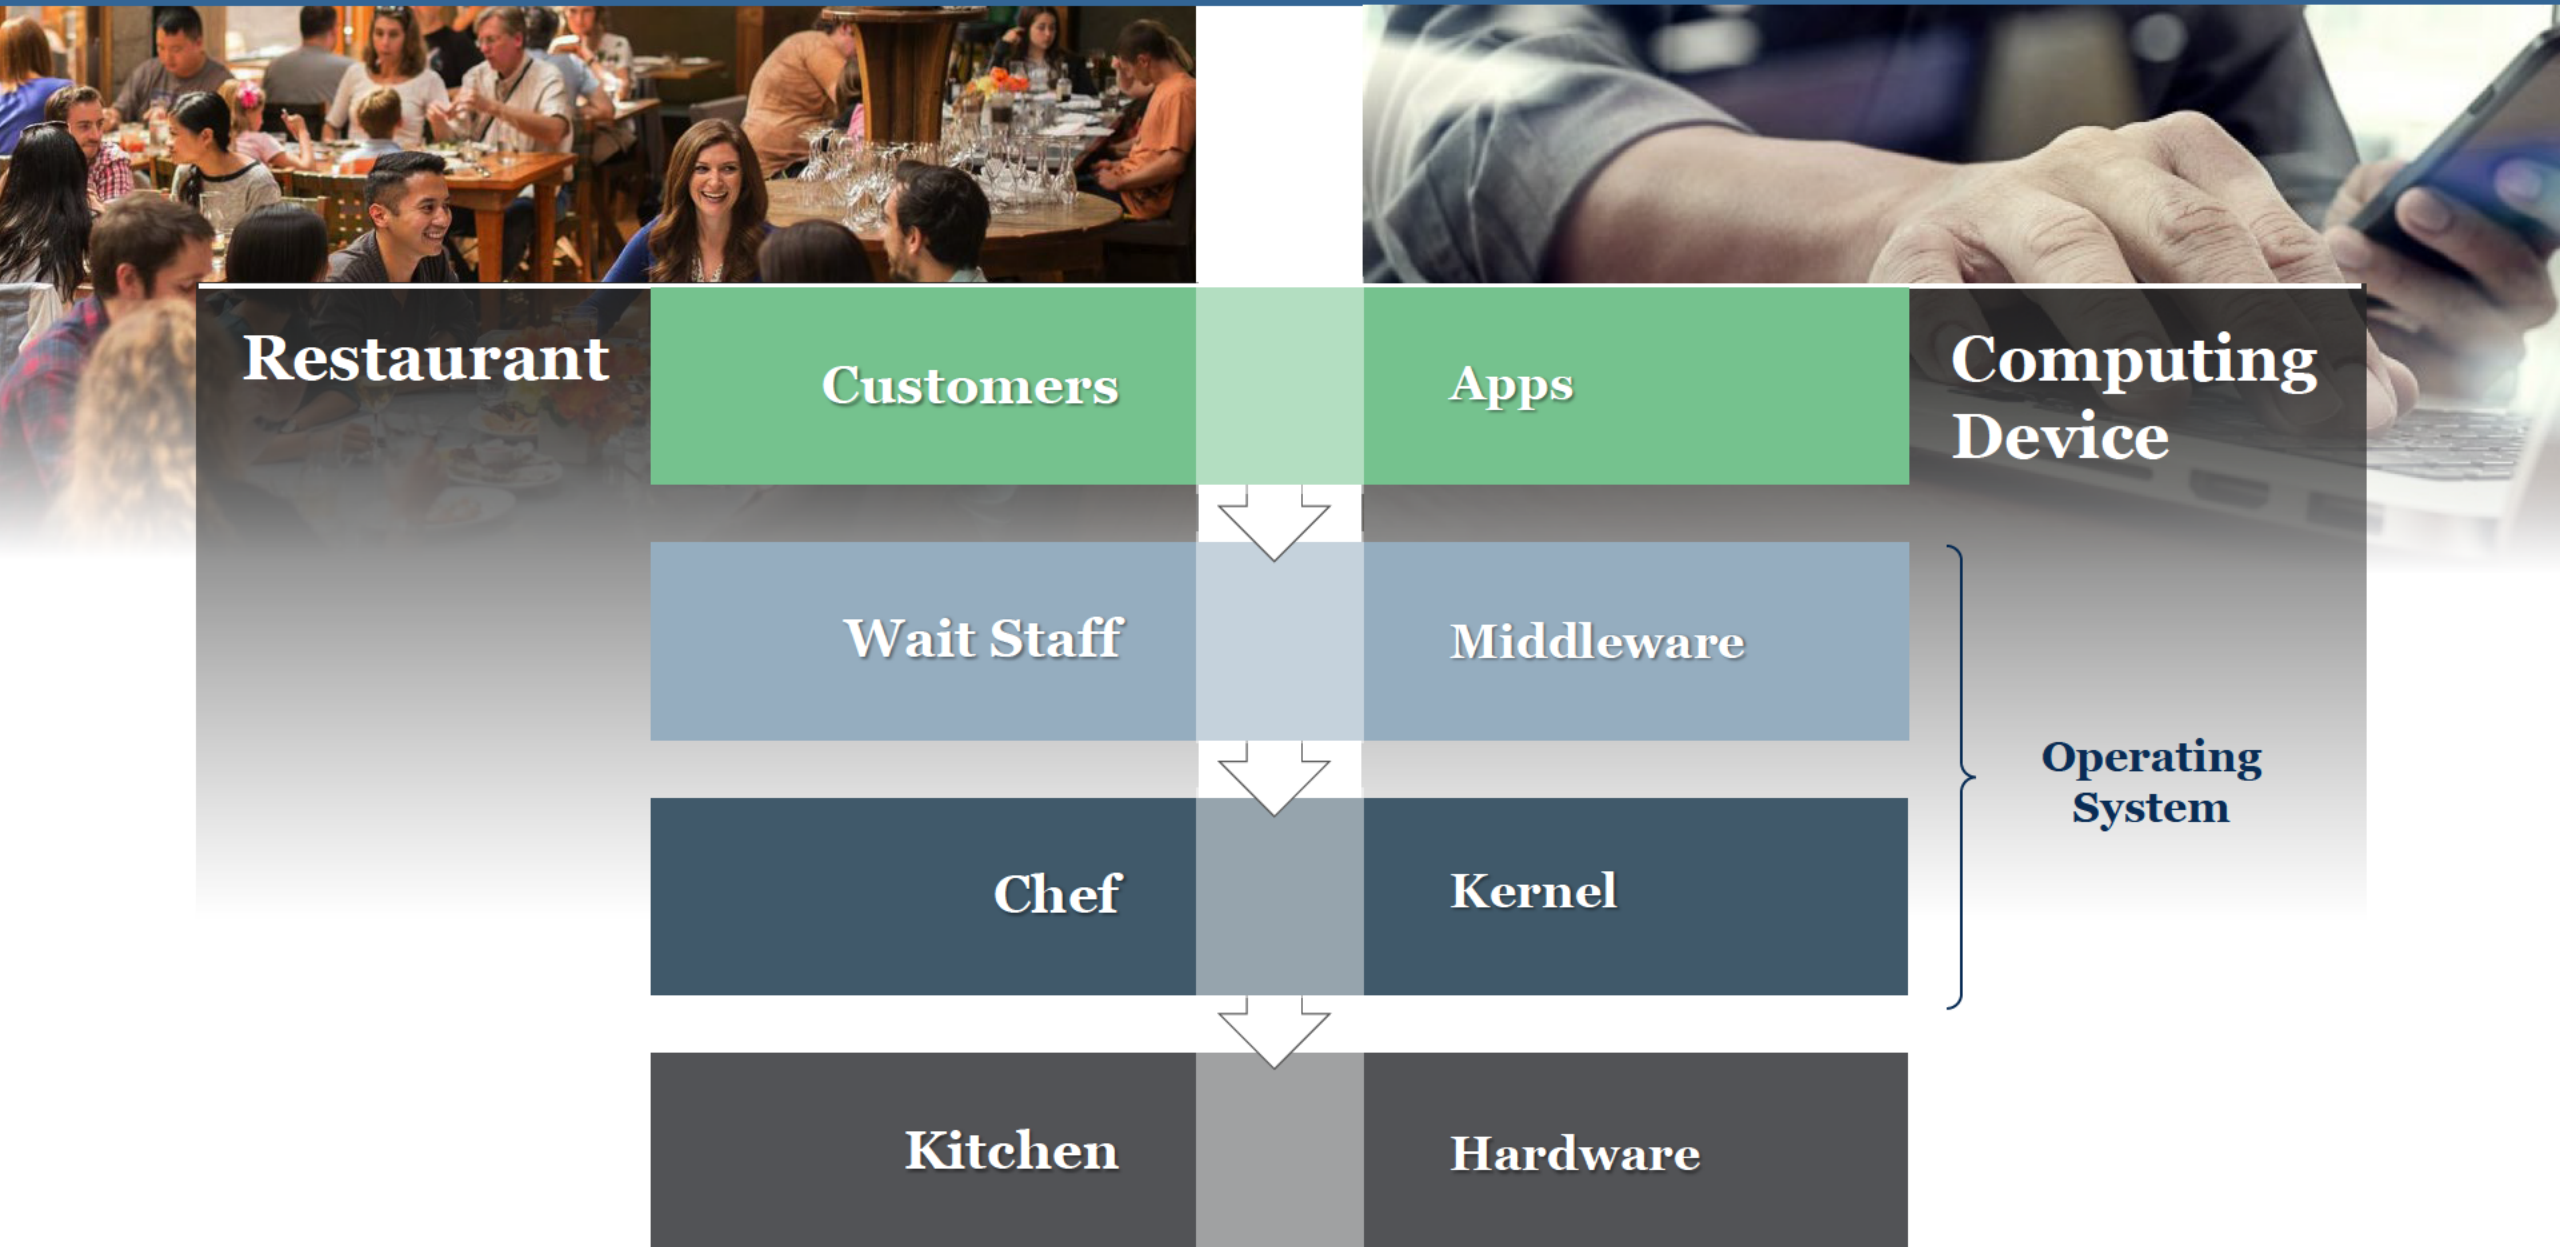 Restaurant
Customers
Apps
Computing
Device
Wait Staff
Middleware
Operating
System
Chef
Kernel
Kitchen
Hardware